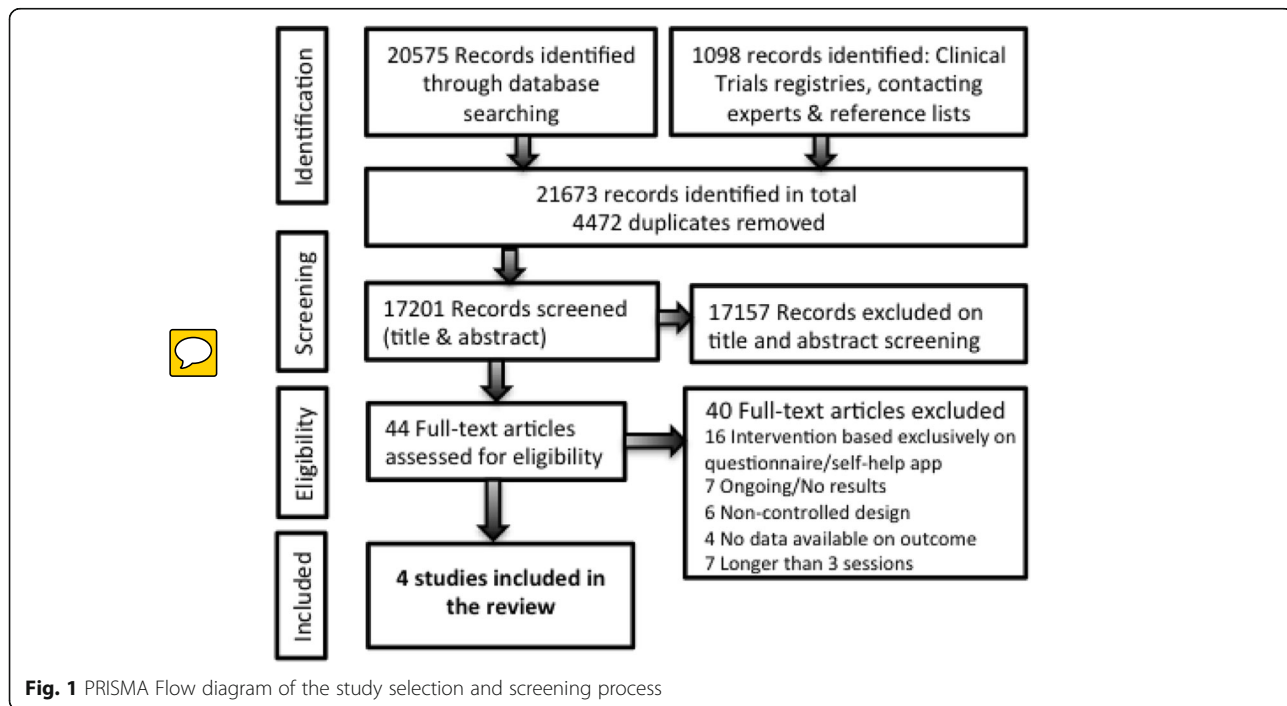 Identification
20575 Records identified
through database
searching
1098 records identified: Clinical
Trials registries, contacting
experts & reference lists
21673 records identified in total
4472 duplicates removed
Screening
17201 Records screened
(title & abstract)
17157 Records excluded on
title and abstract screening
Eligibility
44 Full-text articles
assessed for eligibility
40 Full-text articles excluded
16 Intervention based exclusively on
questionnaire/self-help app
7 Ongoing/No results
6 Non-controlled design
4 No data available on outcome
7 Longer than 3 sessions
Included
4 studies included in
the review
Fig. 1 PRISMA Flow diagram of the study selection and screening process